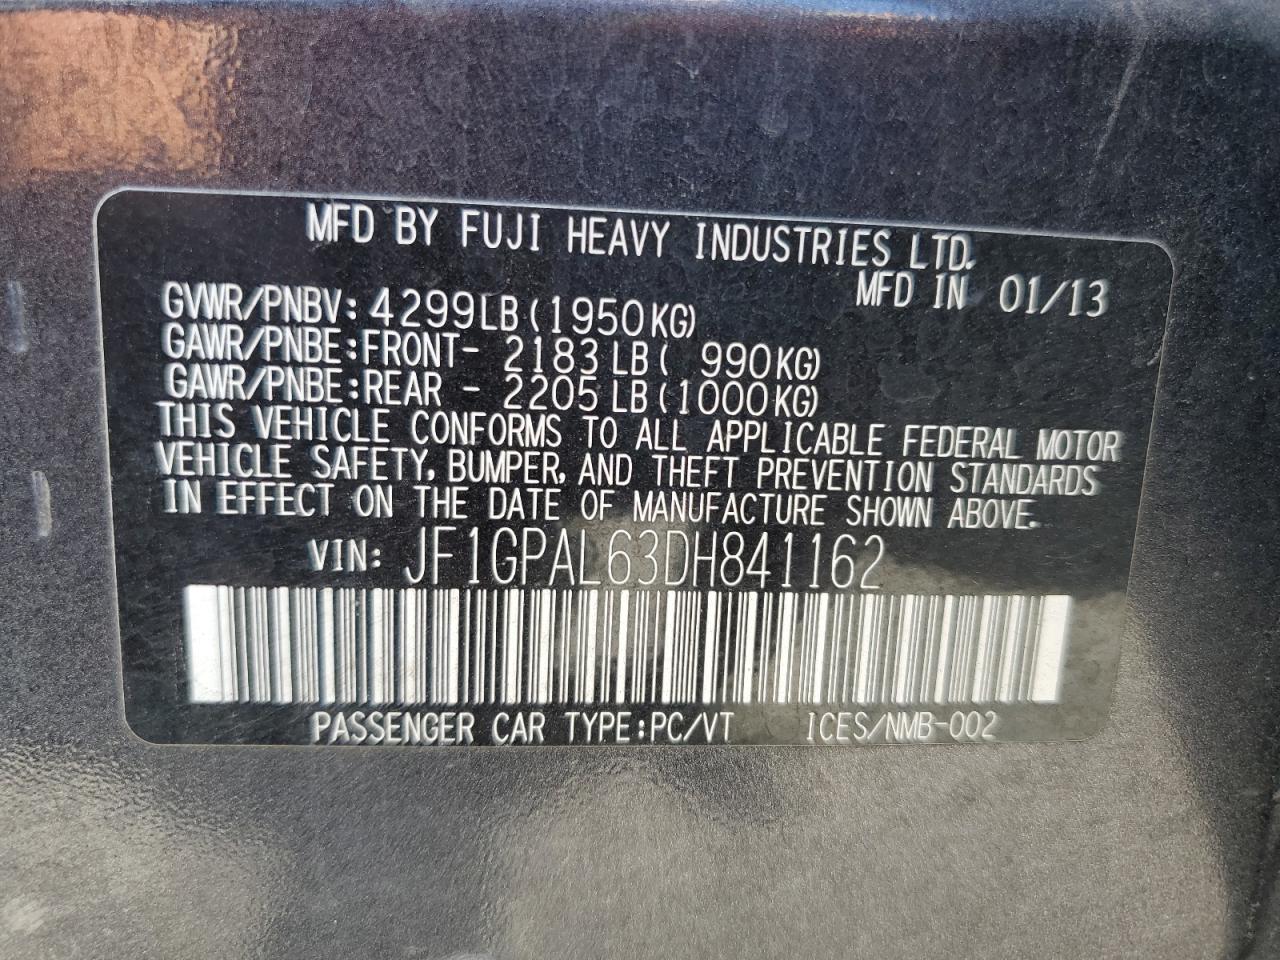 MFD BY FUJI HEAVY INDUSTRIES LTD.
MFD IN 01/13
GVWR/PNBV: 4299LB(1950KG)
GAWR/PNBE:FRONT- 2183LB( 990KG)
GAWR/PNBE:REAR - 2205LB(1000KG)
THIS VEHICLE CONFORMS TO ALL APPLICABLE FEDERAL MOTOR
VEHICLE SAFETY, BUMPER, AND THEFT PREVENTION STANDARDS
IN EFFECT ON THE DATE OF MANUFACTURE SHOWN ABOVE.
VIN: JF1GPAL63DH841162
PASSENGER CAR TYPE:PC/VT ICES/NMB-002